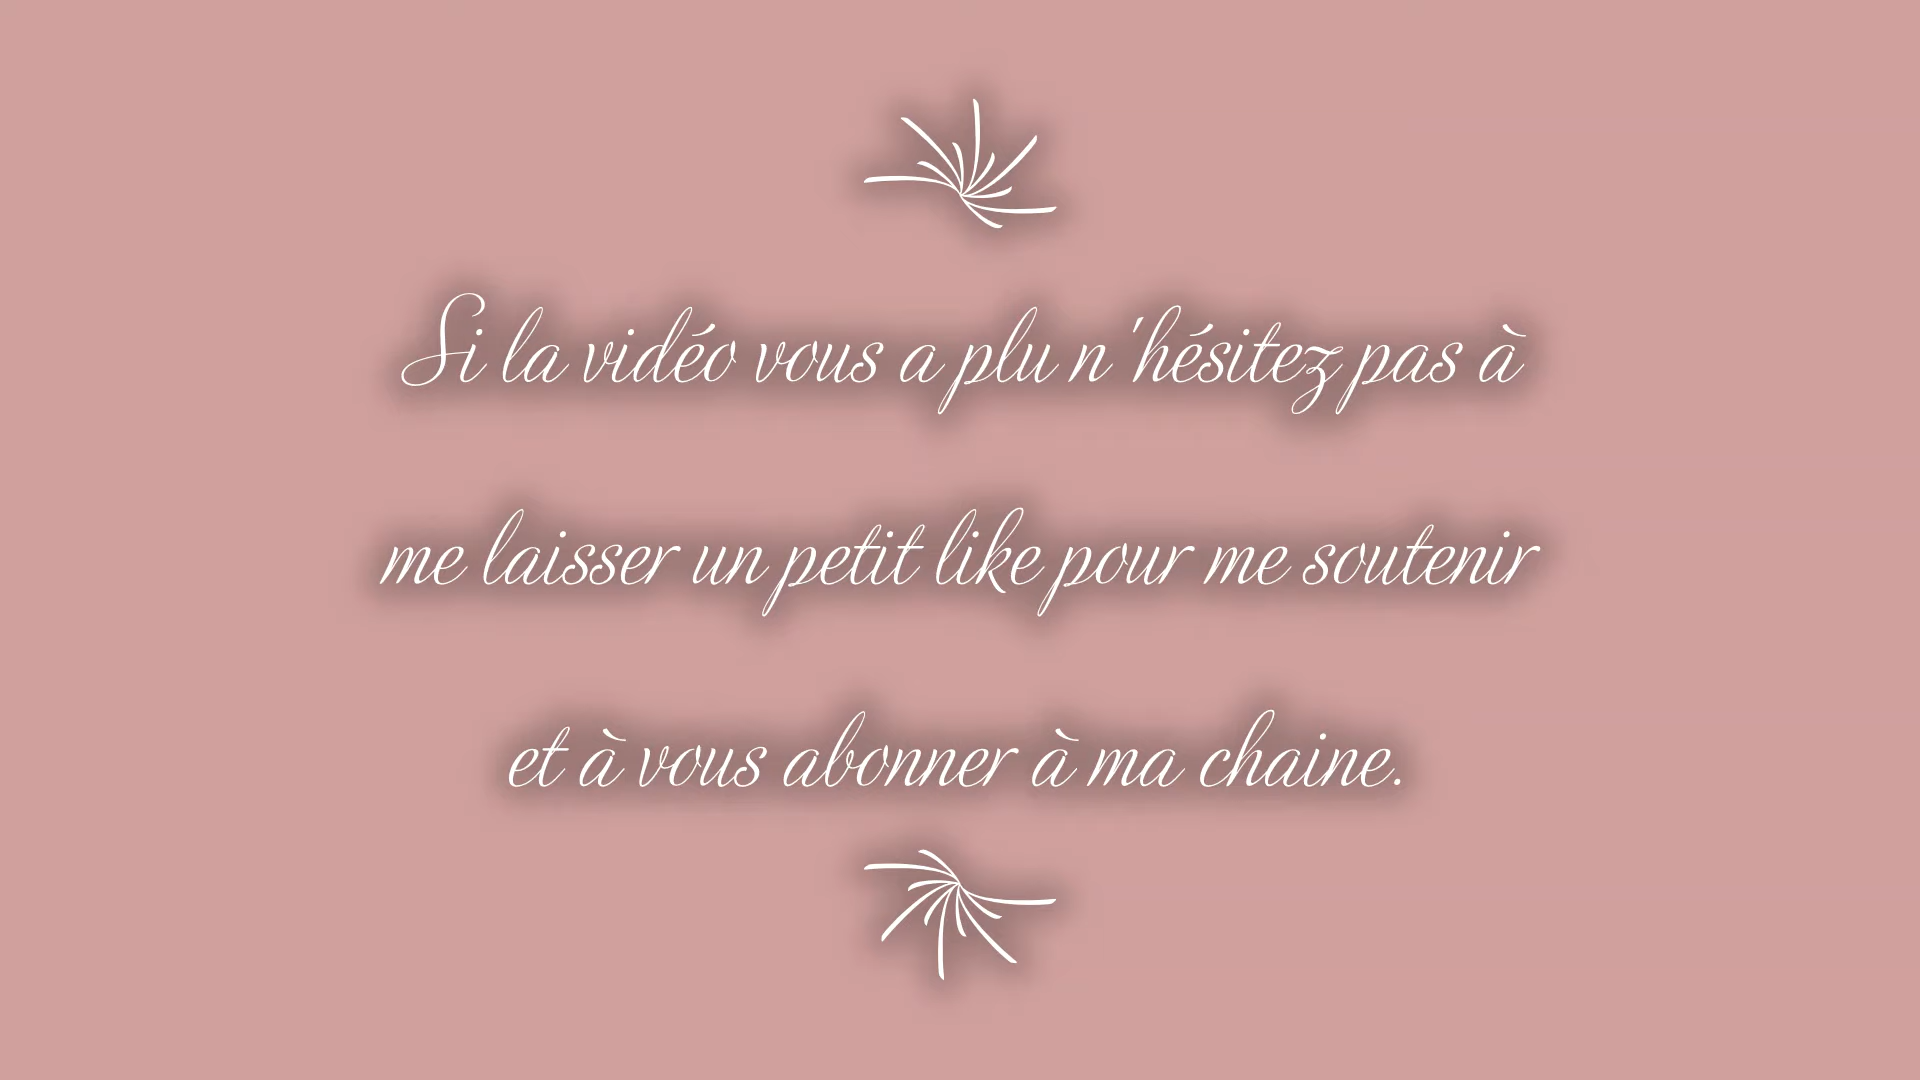 Si la vidéo vous a plu n'hésitez pas à
me laisser un petit like pour me soutenir
et à vous abonner à ma chaine.